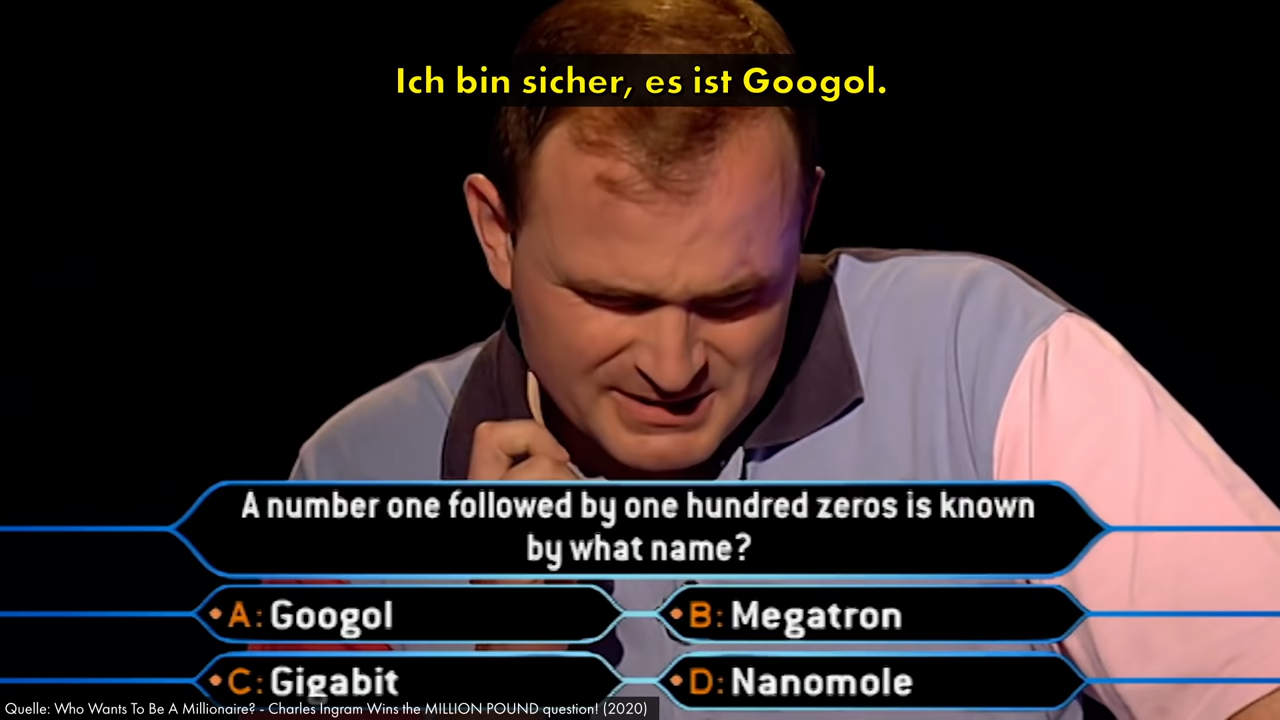 Ich bin sicher, es ist Googol.
A number one followed by one hundred zeros is known
by what name?
A: Googol
B: Megatron
C: Gigabit
D: Nanomole
Quelle: Who Wants To Be A Millionaire? - Charles Ingram Wins the MILLION POUND question! (2020)